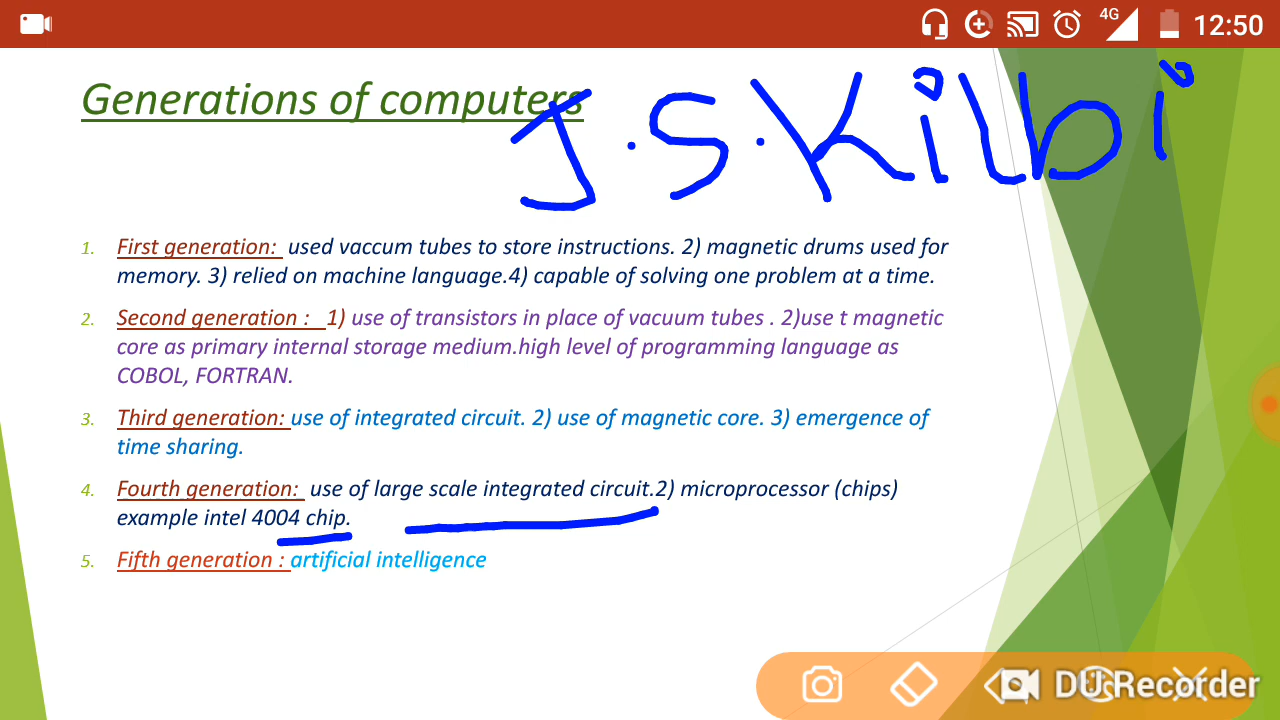 4G 12:50
Generations of computers
J.S.Kilbi
1. First generation: used vaccum tubes to store instructions. 2) magnetic drums used for
memory. 3) relied on machine language.4) capable of solving one problem at a time.
2. Second generation : 1) use of transistors in place of vacuum tubes . 2)use t magnetic
core as primary internal storage medium.high level of programming language as
COBOL, FORTRAN.
3. Third generation: use of integrated circuit. 2) use of magnetic core. 3) emergence of
time sharing.
4. Fourth generation: use of large scale integrated circuit.2) microprocessor (chips)
example intel 4004 chip.
5. Fifth generation : artificial intelligence
DU Recorder